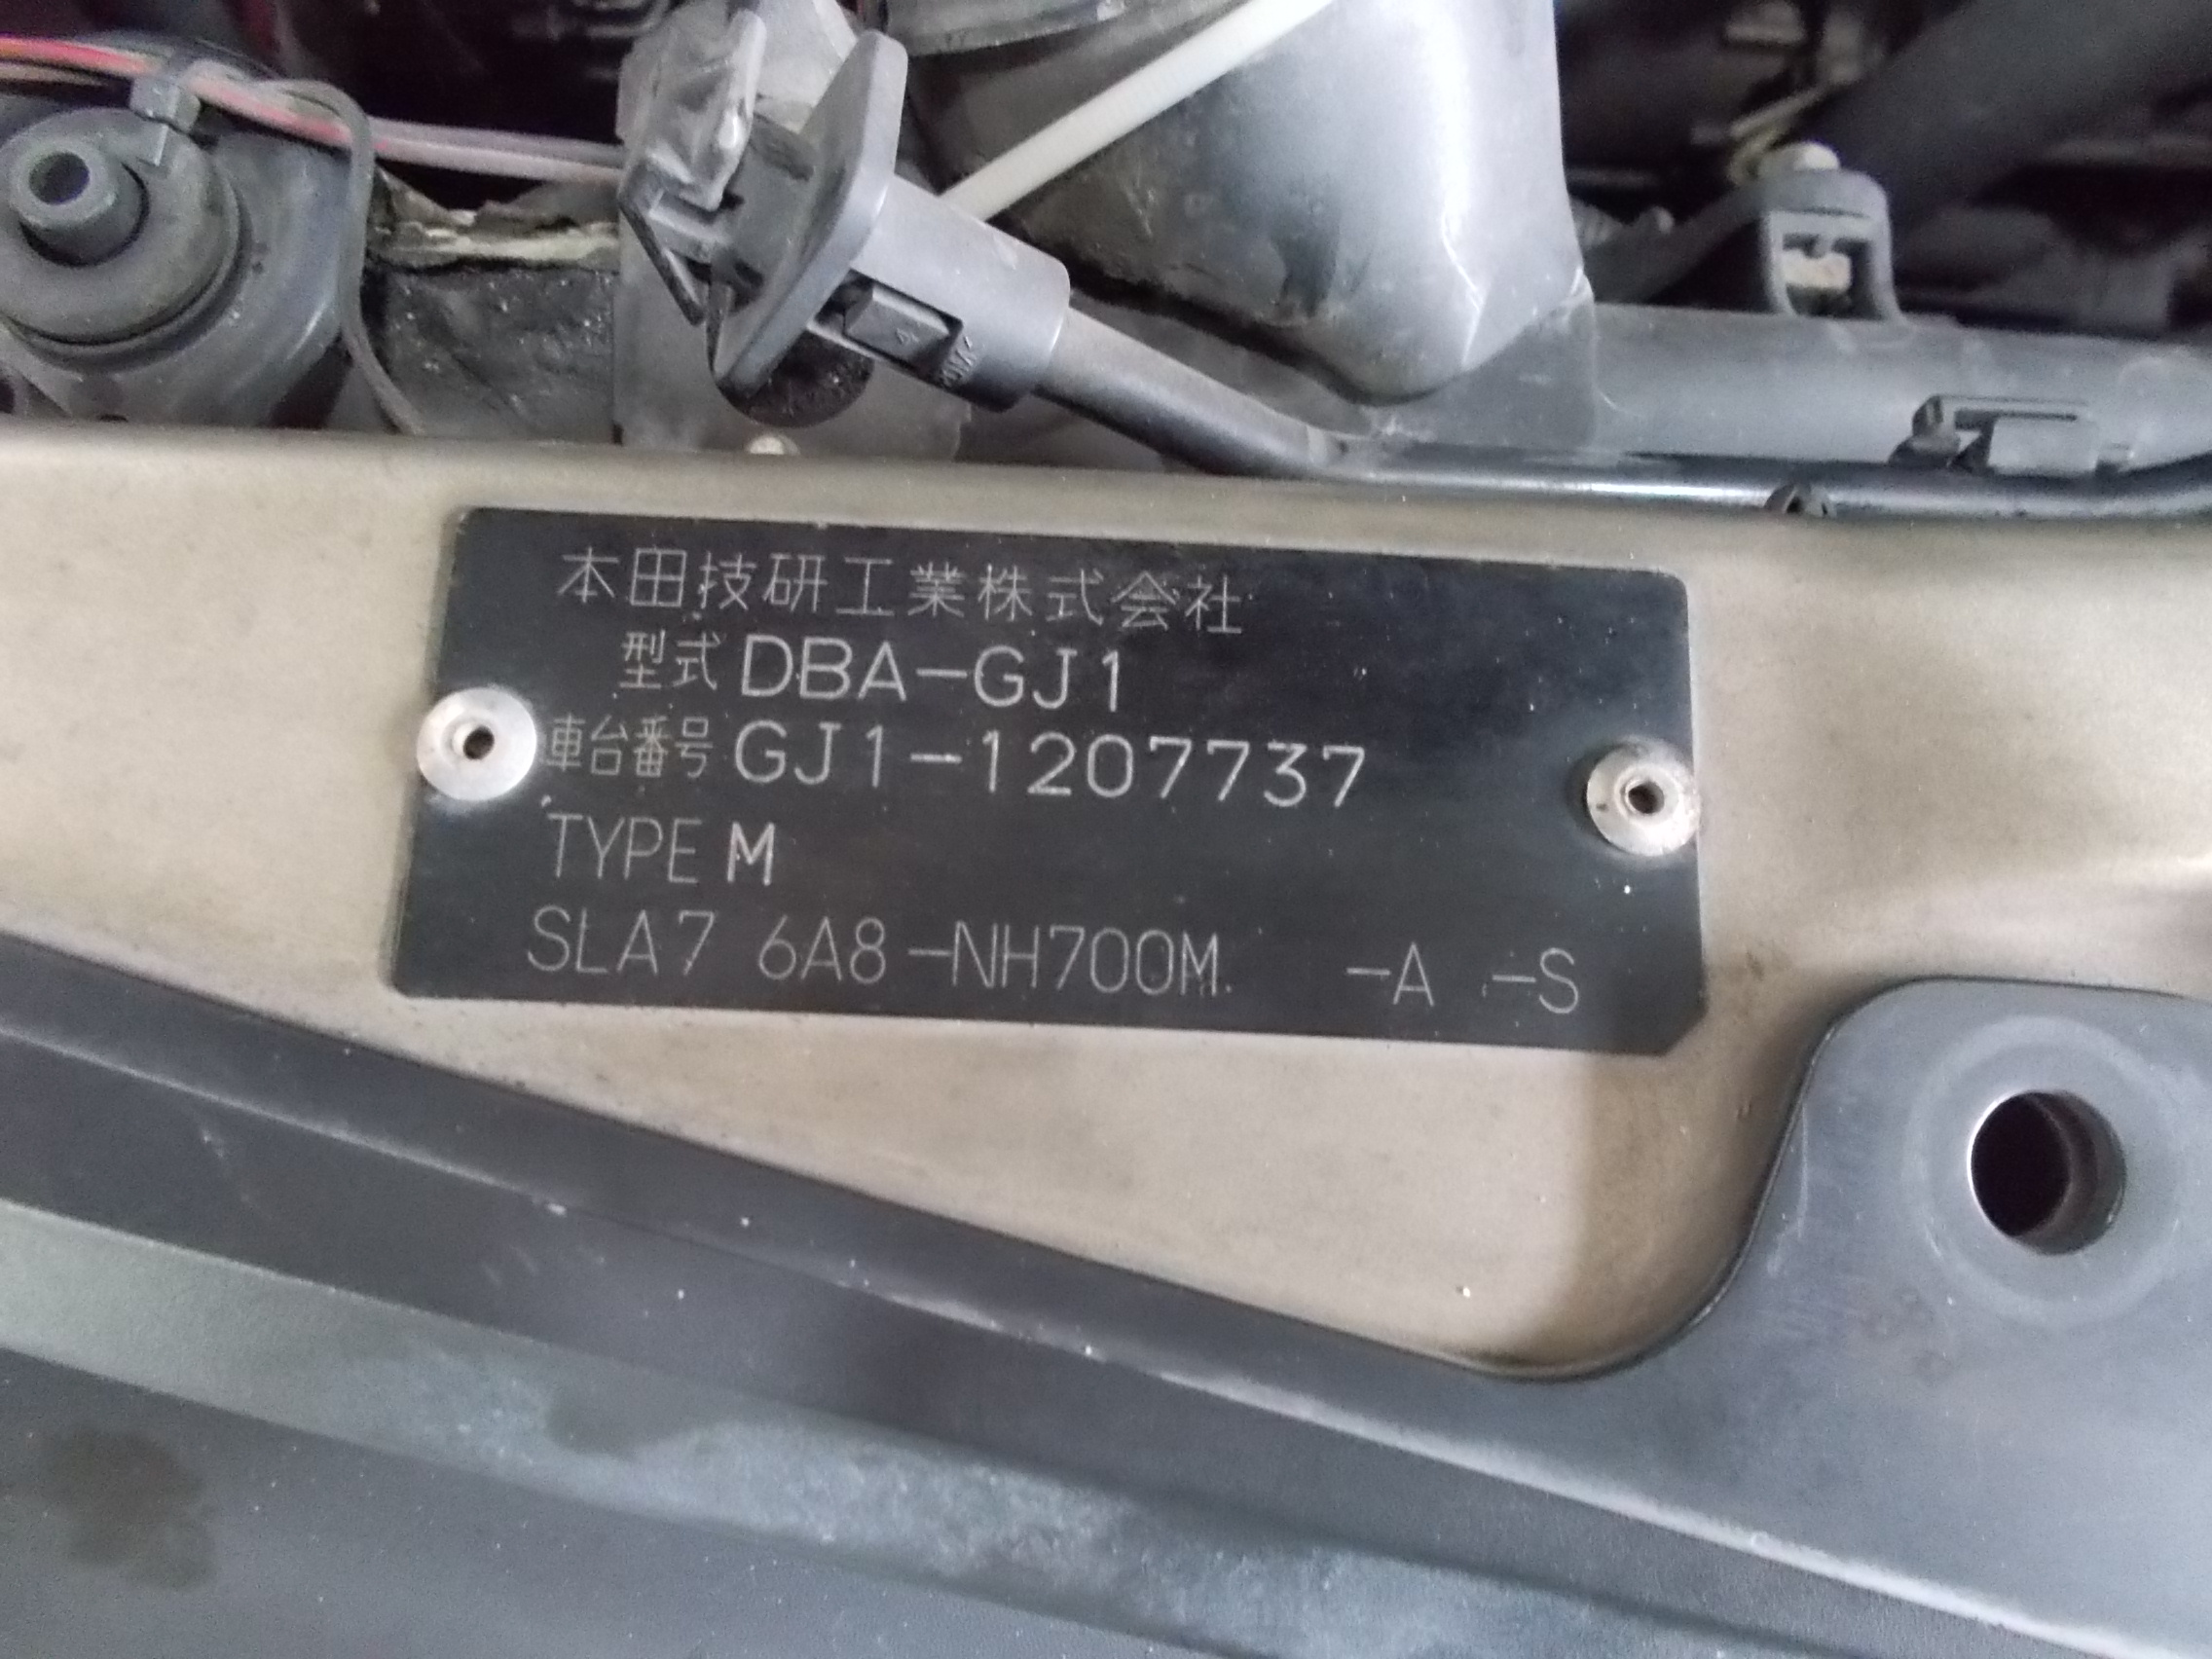 本田技研工業株式会社
型式 DBA-GJ1
車台番号 GJ1-1207737
TYPE M
SLA7 6A8-NH700M -A -S